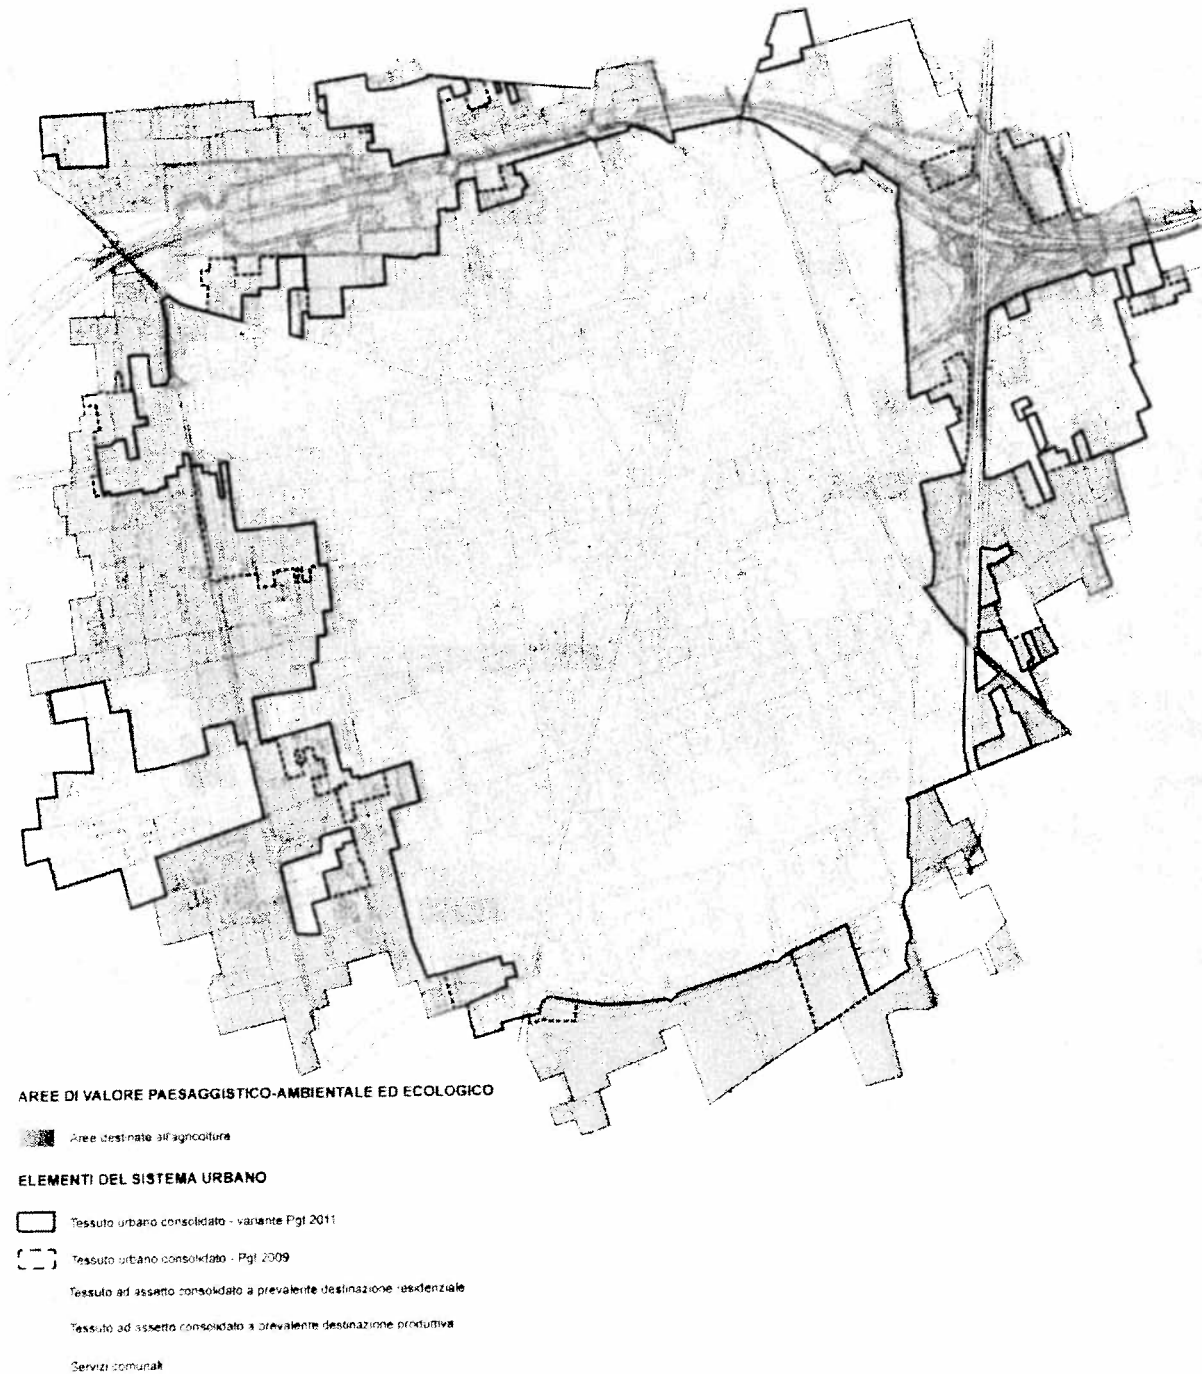 AREE DI VALORE PAESAGGISTICO-AMBIENTALE ED ECOLOGICO
Aree destinate all'agricoltura
ELEMENTI DEL SISTEMA URBANO
Tessuto urbano consolidato - variante Pgt 2011
Tessuto urbano consolidato - Pgt 2009
Tessuto ad assetto consolidato a prevalente destinazione residenziale
Tessuto ad assetto consolidato a prevalente destinazione produttiva
Servizi comunali